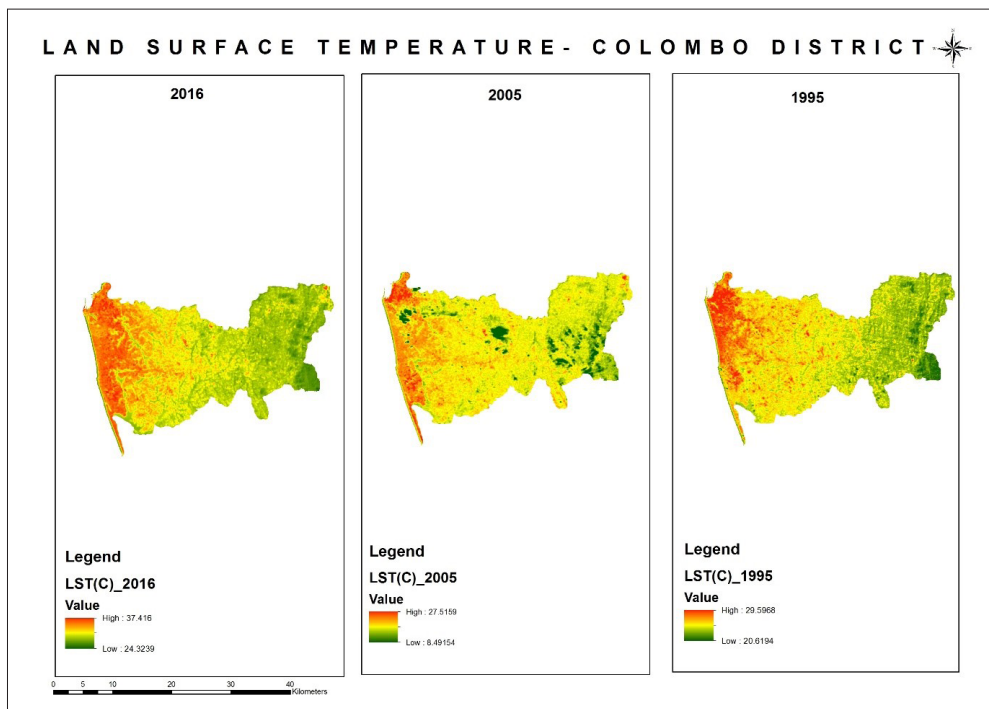 LAND SURFACE TEMPERATURE- COLOMBO DISTRICT
2016
Legend
LST(C)_2016
Value
High : 37.416
Low : 24.3239
0 5 10 20 30 40
Kilometers
2005
Legend
LST(C)_2005
Value
High : 27.5159
Low : 8.49154
1995
Legend
LST(C)_1995
Value
High : 29.5968
Low : 20.6194